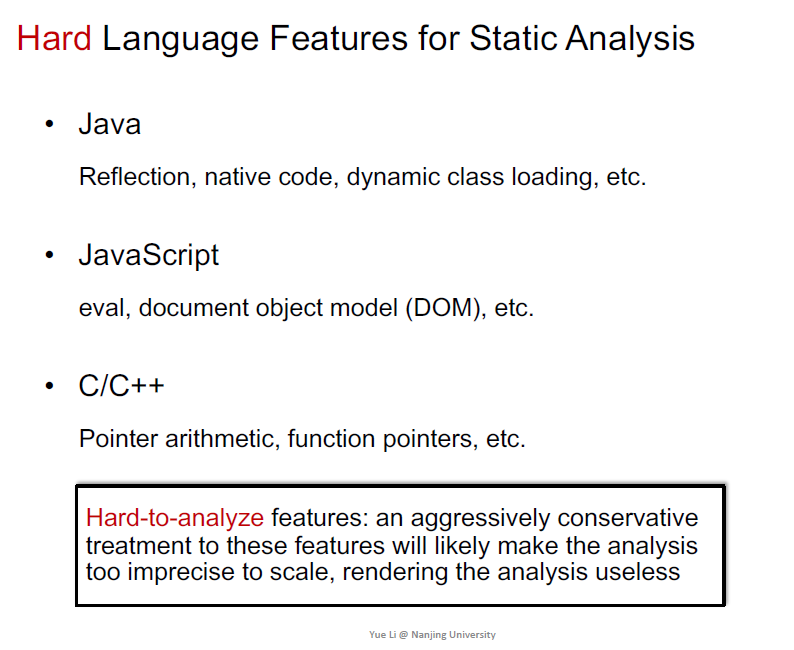 Hard Language Features for Static Analysis
• Java
Reflection, native code, dynamic class loading, etc.
• JavaScript
eval, document object model (DOM), etc.
• C/C++
Pointer arithmetic, function pointers, etc.
Hard-to-analyze features: an aggressively conservative
treatment to these features will likely make the analysis
too imprecise to scale, rendering the analysis useless
Yue Li @ Nanjing University